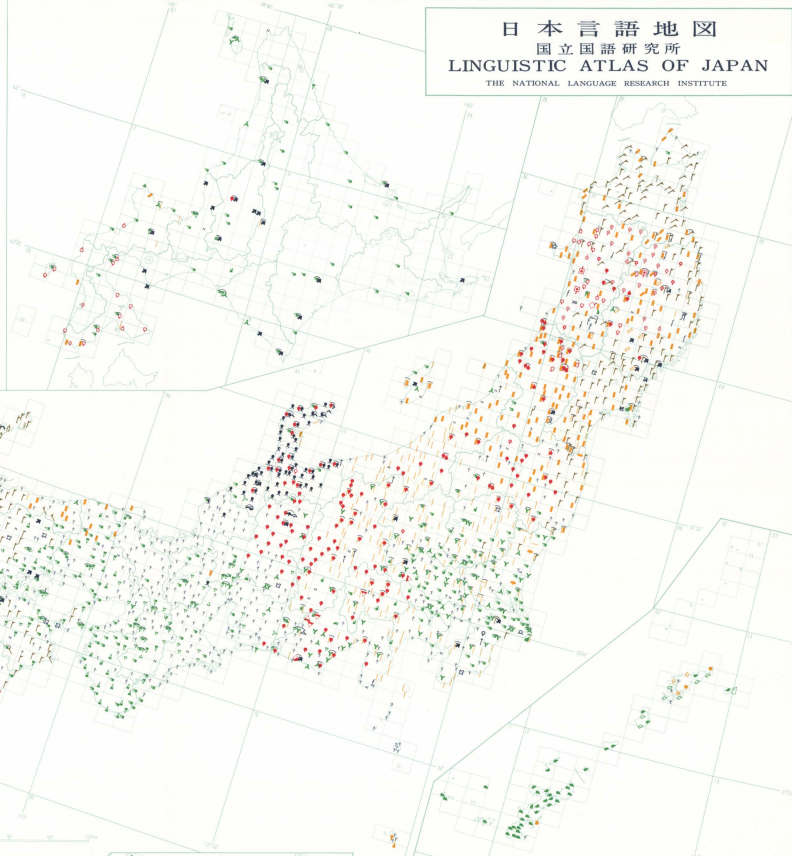 日本言語地図
国立国語研究所
LINGUISTIC ATLAS OF JAPAN
THE NATIONAL LANGUAGE RESEARCH INSTITUTE